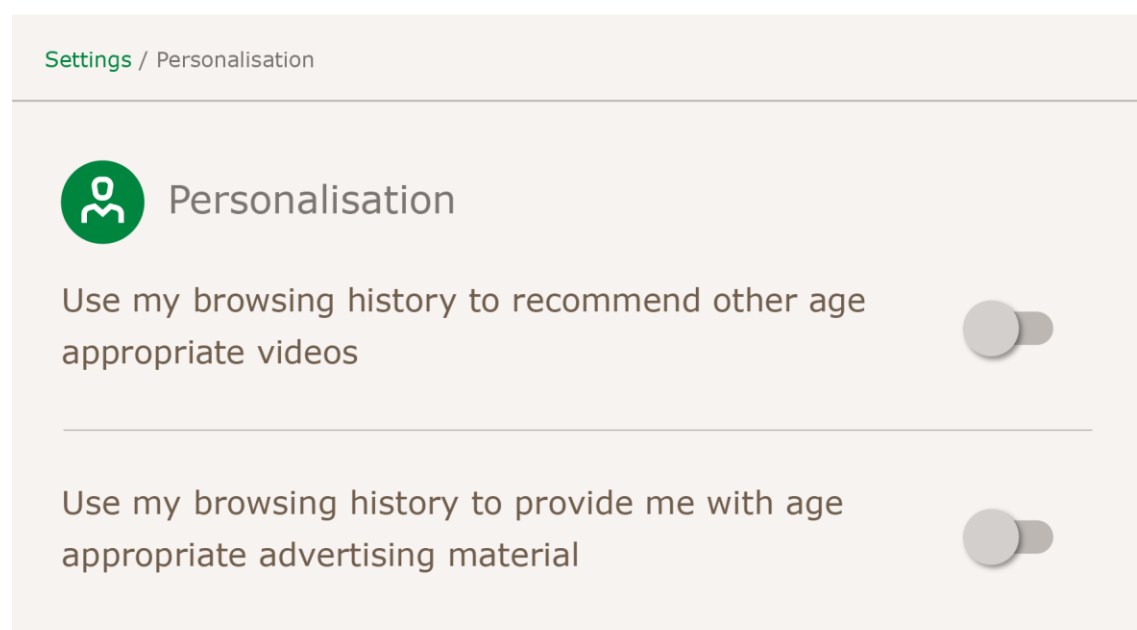 Settings / Personalisation
Personalisation
Use my browsing history to recommend other age
appropriate videos
Use my browsing history to provide me with age
appropriate advertising material